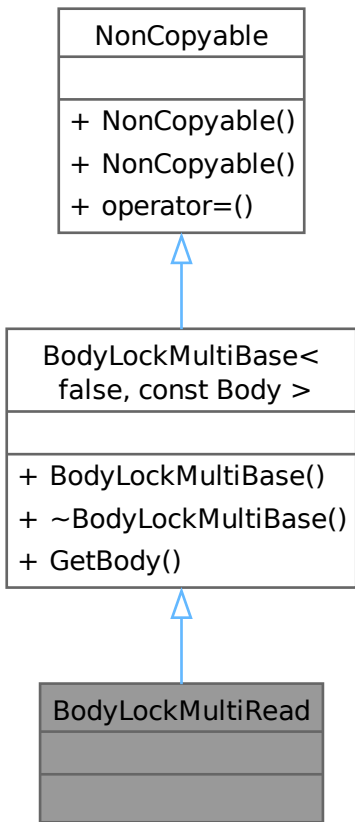 NonCopyable
+ NonCopyable()
+ NonCopyable()
+ operator=()
BodyLockMultiBase<
false, const Body >
+ BodyLockMultiBase()
+ ~BodyLockMultiBase()
+ GetBody()
BodyLockMultiRead